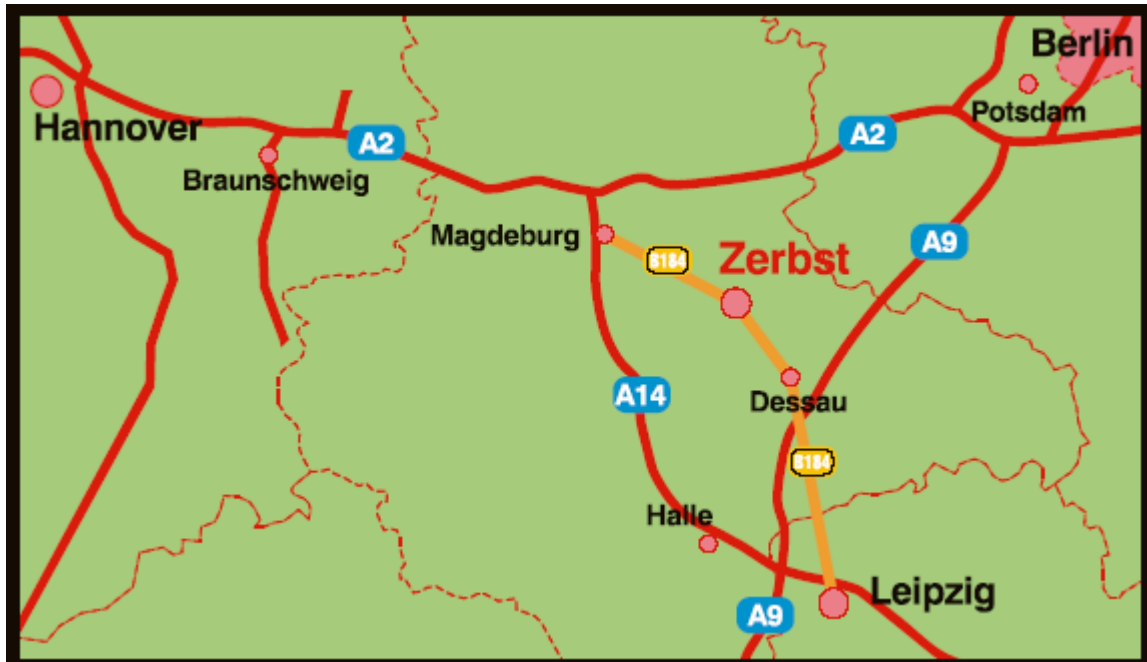 Berlin
Potsdam
Hannover
A2
A2
Braunschweig
Magdeburg
B184
Zerbst
A9
A14
Dessau
B184
Halle
Leipzig
A9